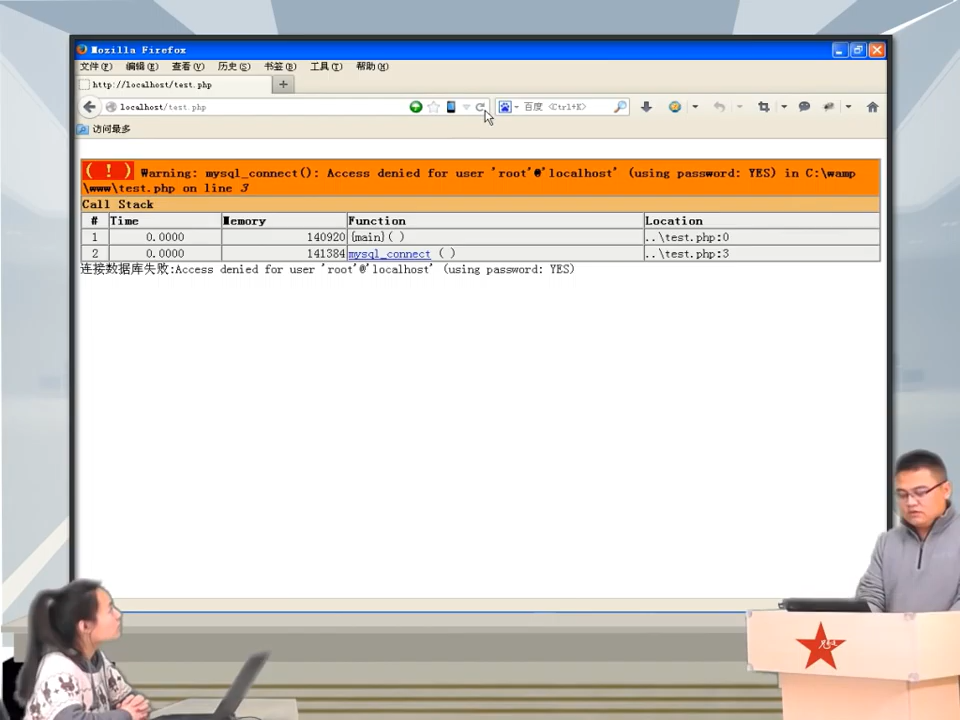 Mozilla Firefox
文件(F) 编辑(E) 查看(V) 历史(S) 书签(B) 工具(T) 帮助(H)
http://localhost/test.php
localhost/test.php
百度 <Ctrl+K>
访问最多
( ! ) Warning: mysql_connect(): Access denied for user 'root'@'localhost' (using password: YES) in C:\wamp
\www\test.php on line 3
Call Stack
# Time Memory Function Location
1 0.0000 140920 {main}( ) ..\test.php:0
2 0.0000 141384 mysql_connect ( ) ..\test.php:3
连接数据库失败:Access denied for user 'root'@'localhost' (using password: YES)